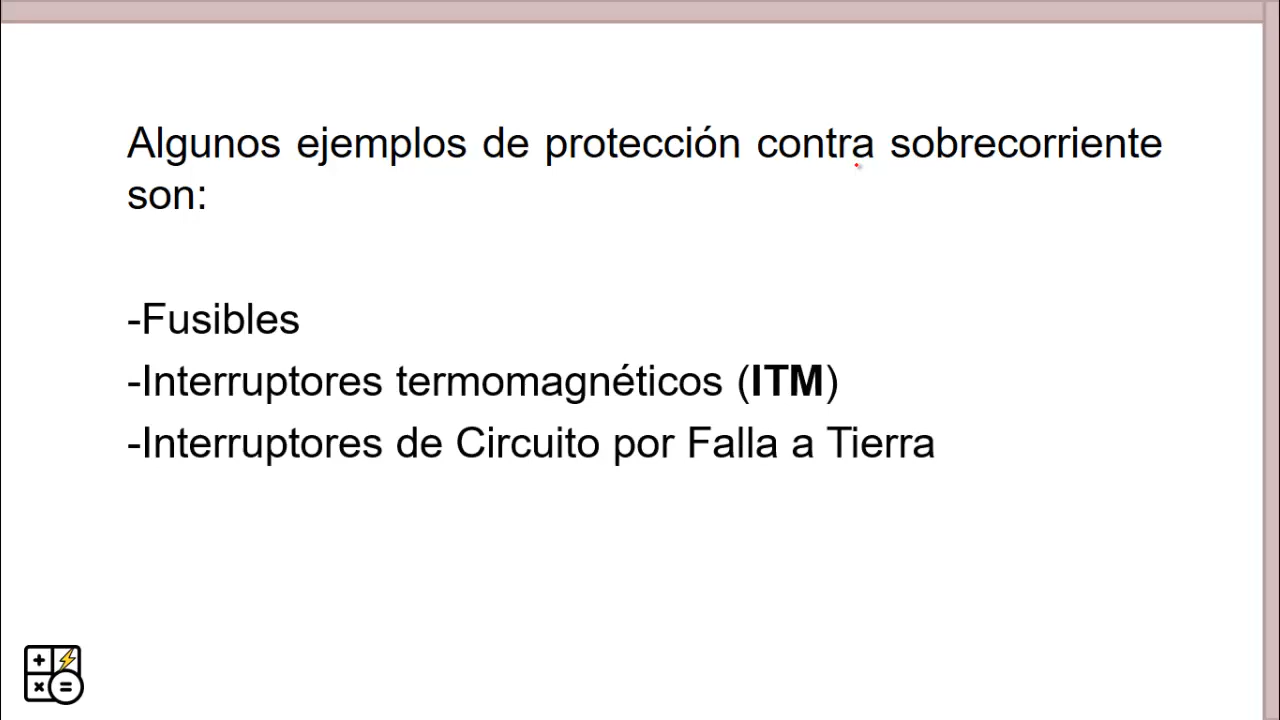 Algunos ejemplos de protección contra sobrecorriente
son:
-Fusibles
-Interruptores termomagnéticos (ITM)
-Interruptores de Circuito por Falla a Tierra